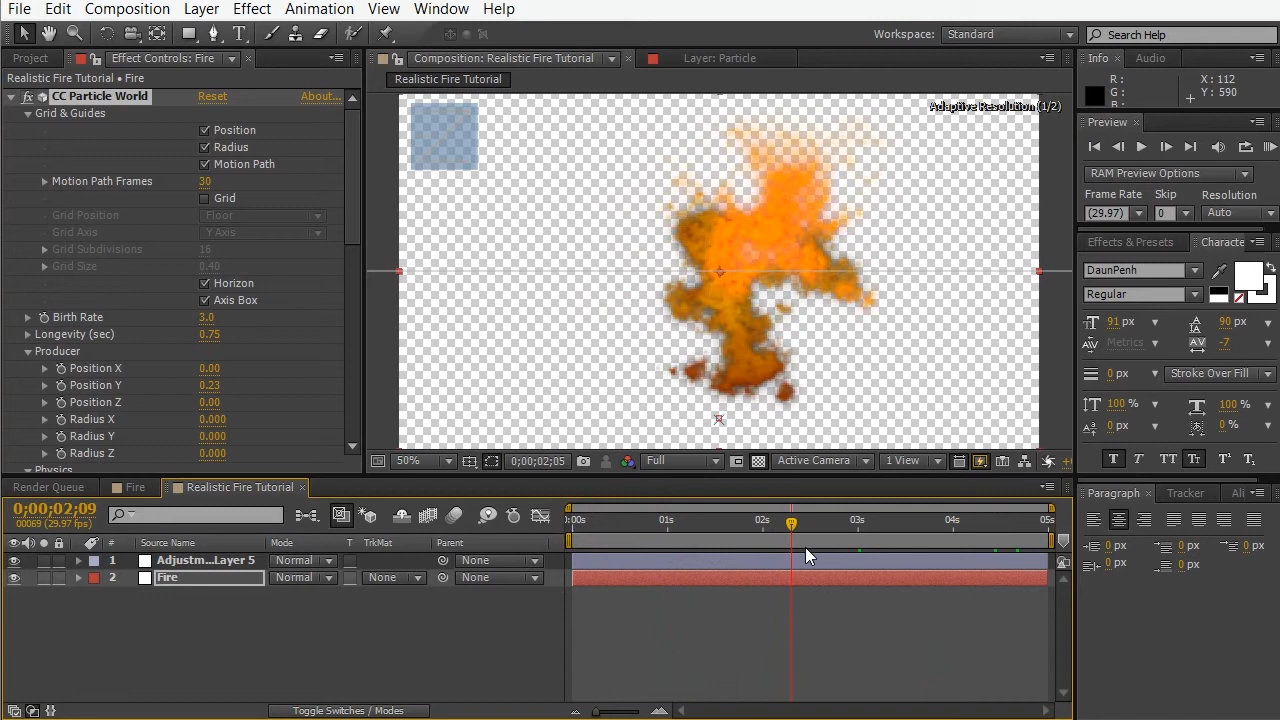 File Edit Composition Layer Effect Animation View Window Help
Workspace: Standard Search Help
Project Effect Controls: Fire Composition: Realistic Fire Tutorial Layer: Particle Info Audio
Realistic Fire Tutorial • Fire Realistic Fire Tutorial
R: X: 112
G: Y: 590
B:
CC Particle World Reset About...
Adaptive Resolution (1/2)
Grid & Guides
Position
Radius
Motion Path
Motion Path Frames 30
Grid
Grid Position Floor
Grid Axis Y Axis
Grid Subdivisions 16
Grid Size 0.40
Horizon
Axis Box
Birth Rate 3.0
Longevity (sec) 0.75
Producer
Position X 0.00
Position Y 0.23
Position Z 0.00
Radius X 0.000
Radius Y 0.000
Radius Z 0.000
Physics
Preview
RAM Preview Options
Frame Rate Skip Resolution
(29.97) 0 Auto
Effects & Presets Characte
DaunPenh
Regular
91 px 90 px
Metrics -7
0 px Stroke Over Fill
100 % 100 %
0 px 0 %
T T TT Tr T¹ T₁
50% 0;00;02;05 Full Active Camera 1 View
Paragraph Tracker Ali
0 px 0 px 0 px
0 px 0 px
Render Queue Fire Realistic Fire Tutorial
0;00;02;09
00069 (29.97 fps)
:00s 01s 02s 03s 04s 05s
# Source Name Mode T TrkMat Parent
1 Adjustm...Layer 5 Normal None
2 Fire Normal None None
Toggle Switches / Modes